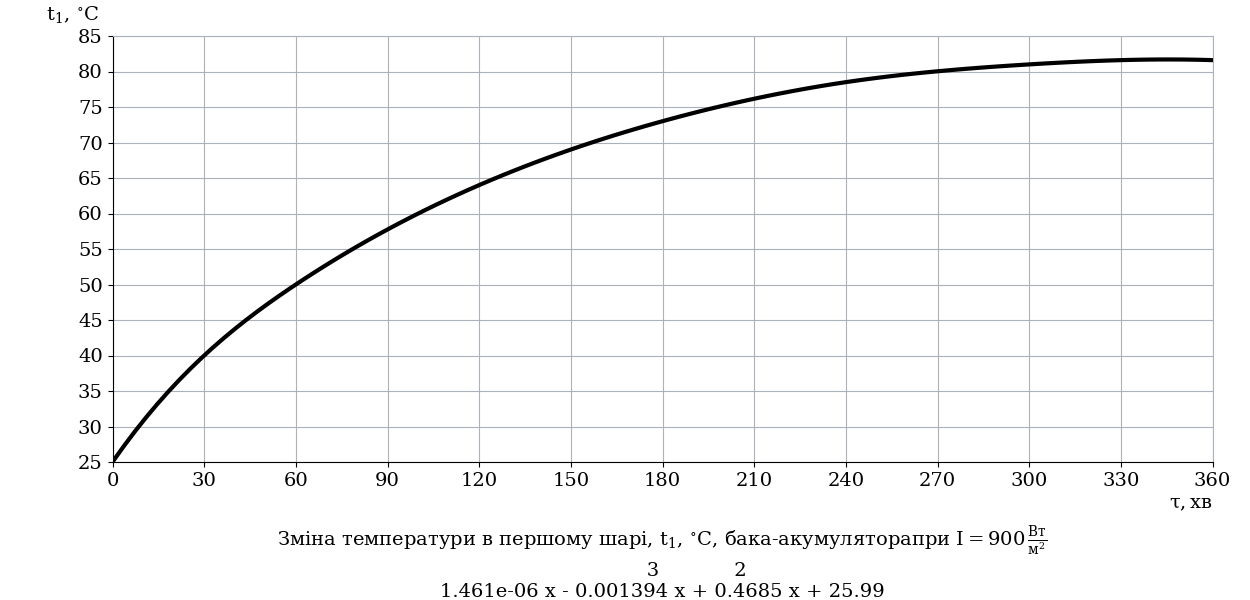 t₁, °C
85
80
75
70
65
60
55
50
45
40
35
30
25
0 30 60 90 120 150 180 210 240 270 300 330 360
τ, хв
Зміна температури в першому шарі, t₁, °C, бака-акумуляторапри I = 900 Вт/м²
3 2
1.461e-06 x - 0.001394 x + 0.4685 x + 25.99